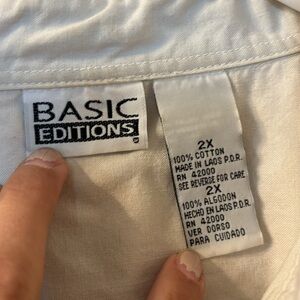 BASIC
EDITIONS
2X
100% COTTON
MADE IN LAOS P.D.R.
RN 42000
SEE REVERSE FOR CARE
2X
100% ALGODON
HECHO EN LAOS P.D.R.
RN 42000
VER DORSO
PARA CUIDADO